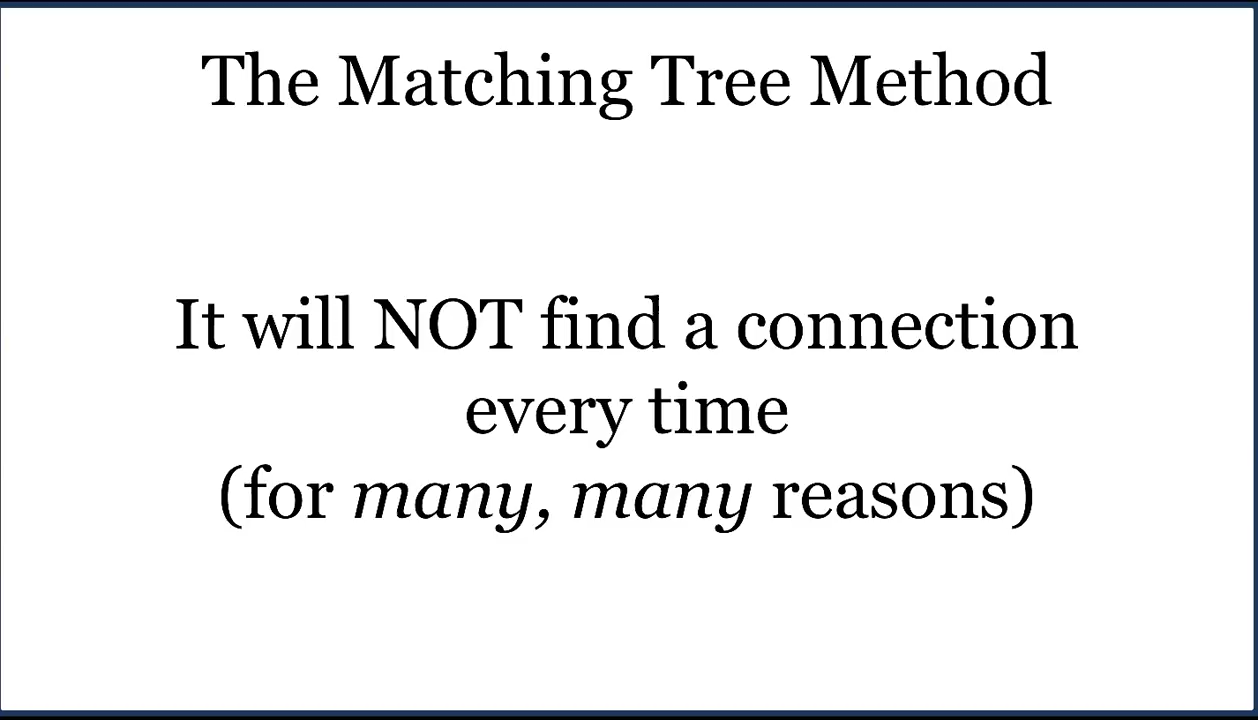 The Matching Tree Method
It will NOT find a connection
every time
(for many, many reasons)